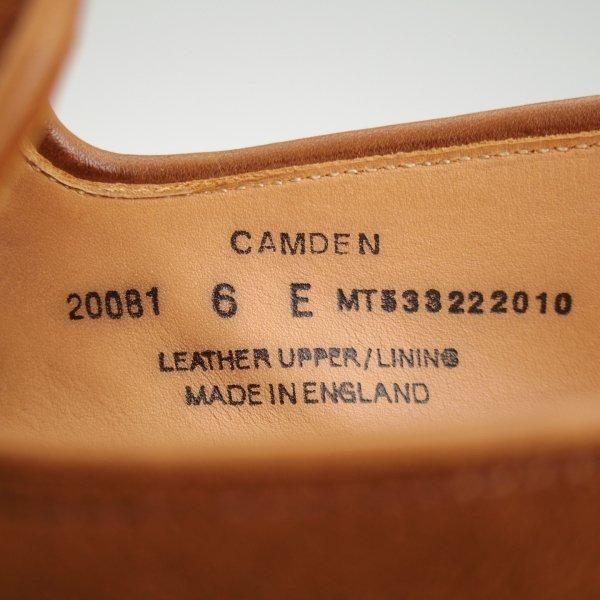 CAMDEN
20081 6 E MT533222010
LEATHER UPPER/LINING
MADE IN ENGLAND